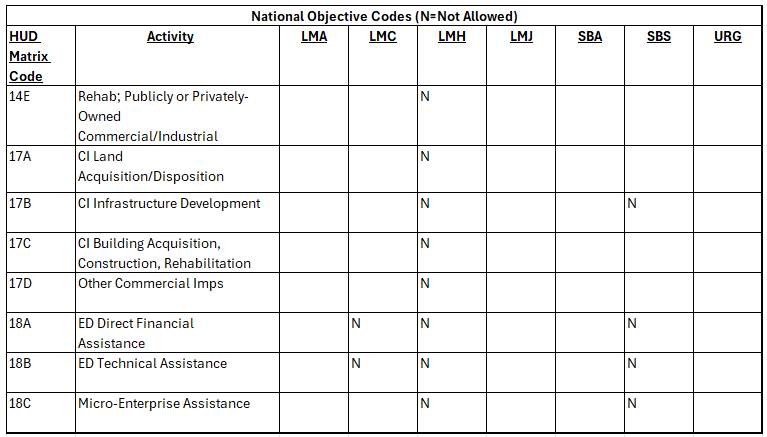 National Objective Codes (N=Not Allowed)
HUD Matrix Code Activity LMA LMC LMH LMJ SBA SBS URG
14E Rehab; Publicly or Privately-
Owned
Commercial/Industrial N
17A CI Land
Acquisition/Disposition N
17B CI Infrastructure Development N N
17C CI Building Acquisition,
Construction, Rehabilitation N
17D Other Commercial Imps N
18A ED Direct Financial
Assistance N N N
18B ED Technical Assistance N N N
18C Micro-Enterprise Assistance N N